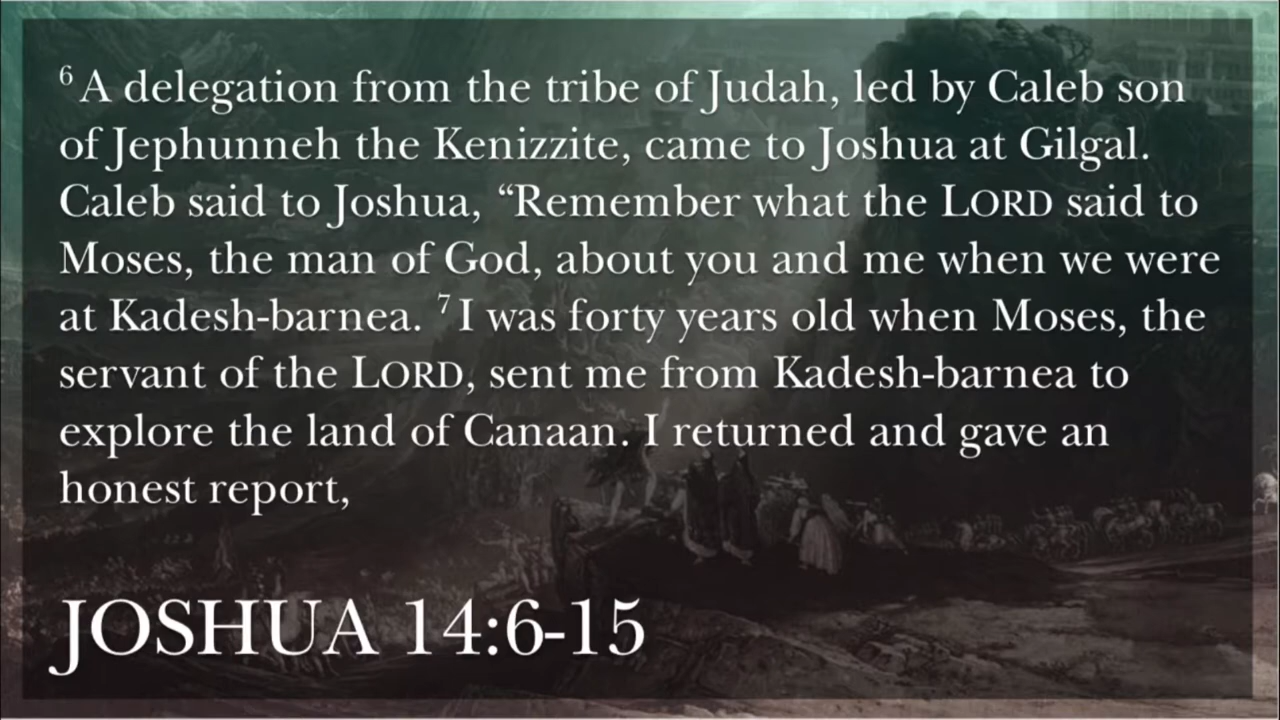 ⁶ A delegation from the tribe of Judah, led by Caleb son
of Jephunneh the Kenizzite, came to Joshua at Gilgal.
Caleb said to Joshua, “Remember what the LORD said to
Moses, the man of God, about you and me when we were
at Kadesh-barnea. ⁷ I was forty years old when Moses, the
servant of the LORD, sent me from Kadesh-barnea to
explore the land of Canaan. I returned and gave an
honest report,
JOSHUA 14:6-15